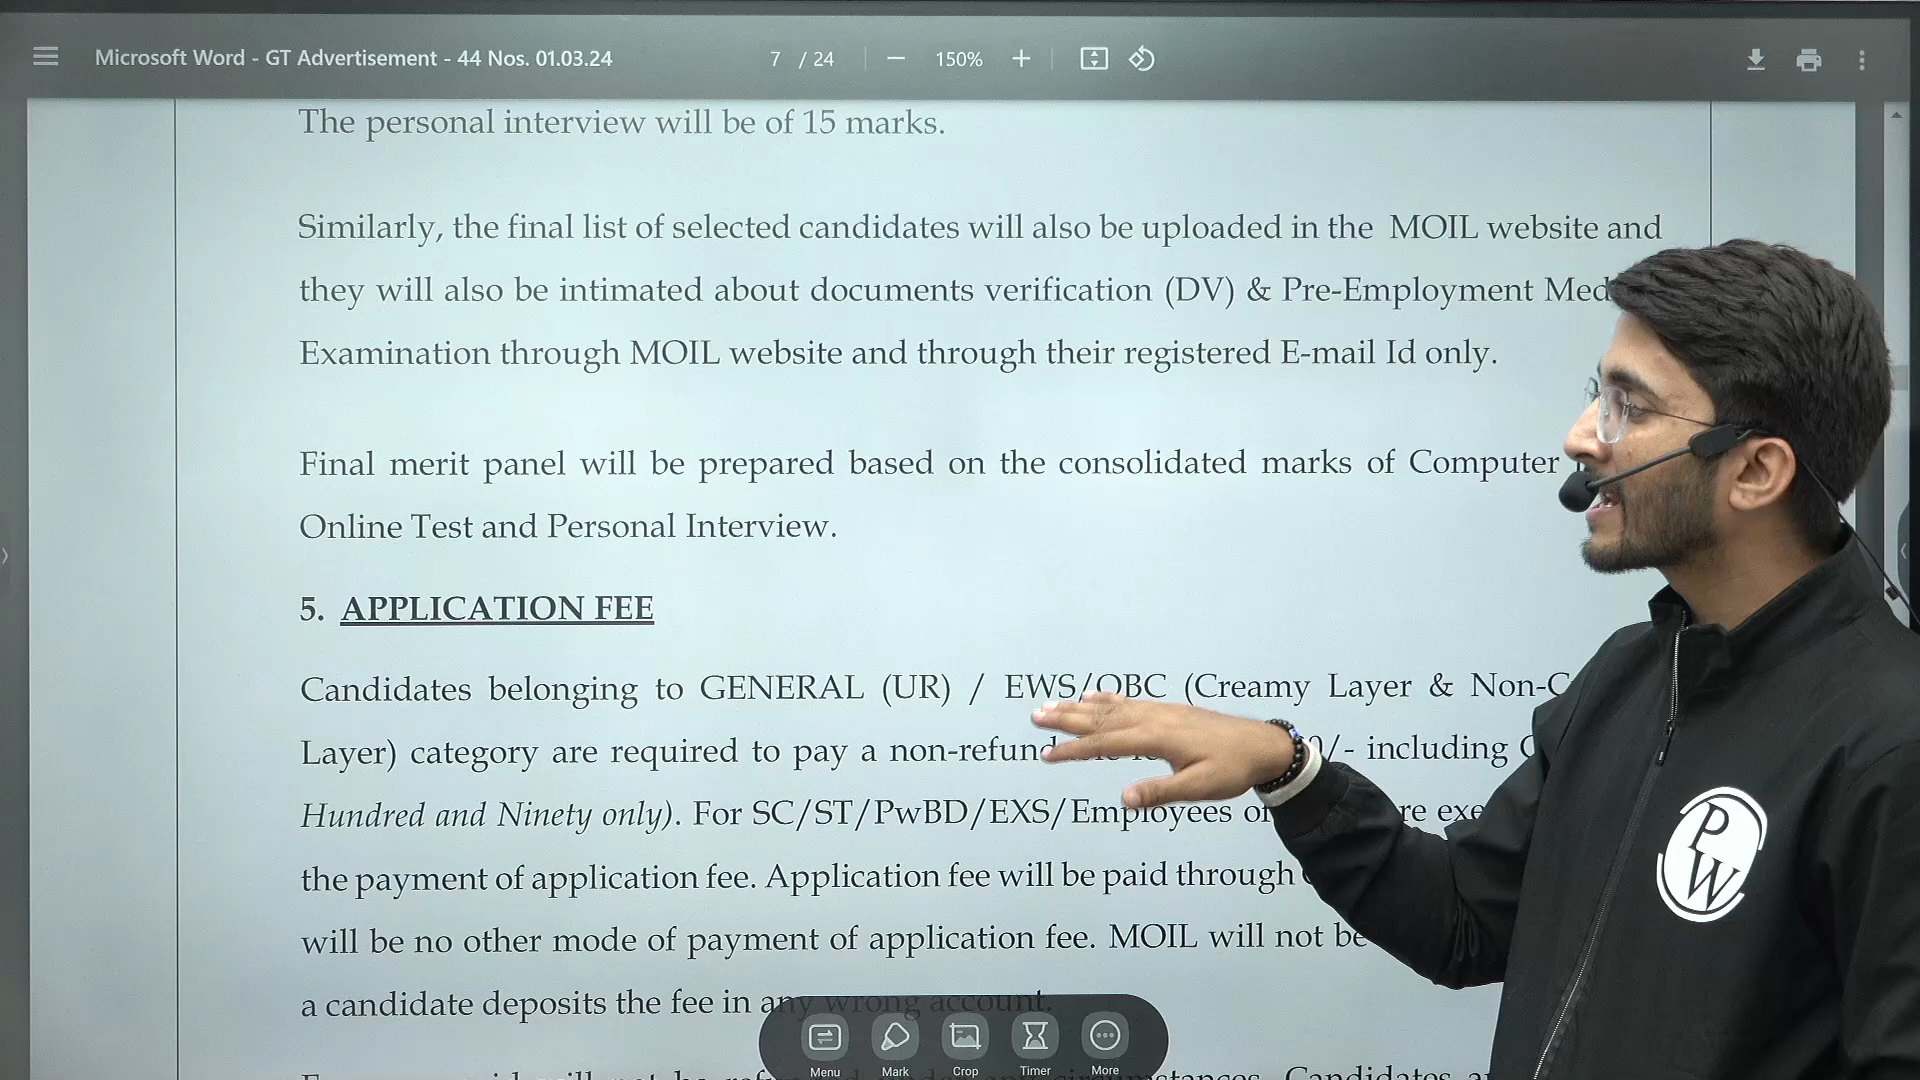 Microsoft Word - GT Advertisement - 44 Nos. 01.03.24
7 / 24
150%
The personal interview will be of 15 marks.
Similarly, the final list of selected candidates will also be uploaded in the MOIL website and
they will also be intimated about documents verification (DV) & Pre-Employment
Examination through MOIL website and through their registered E-mail Id only.
Final merit panel will be prepared based on the consolidated marks of Computer
Online Test and Personal Interview.
5. APPLICATION FEE
Candidates belonging to GENERAL (UR) / EWS/OBC (Creamy Layer &
Layer) category are required to pay a including
Hundred and Ninety only). For SC/ST/PwBD/EXS/Employees
the payment of application fee. Application fee will be paid through
will be no other mode of payment of application fee. MOIL will not be
a candidate deposits the fee in any wrong account.
circumstances. Candidates
Menu
Mark
Crop
Timer
More
PW